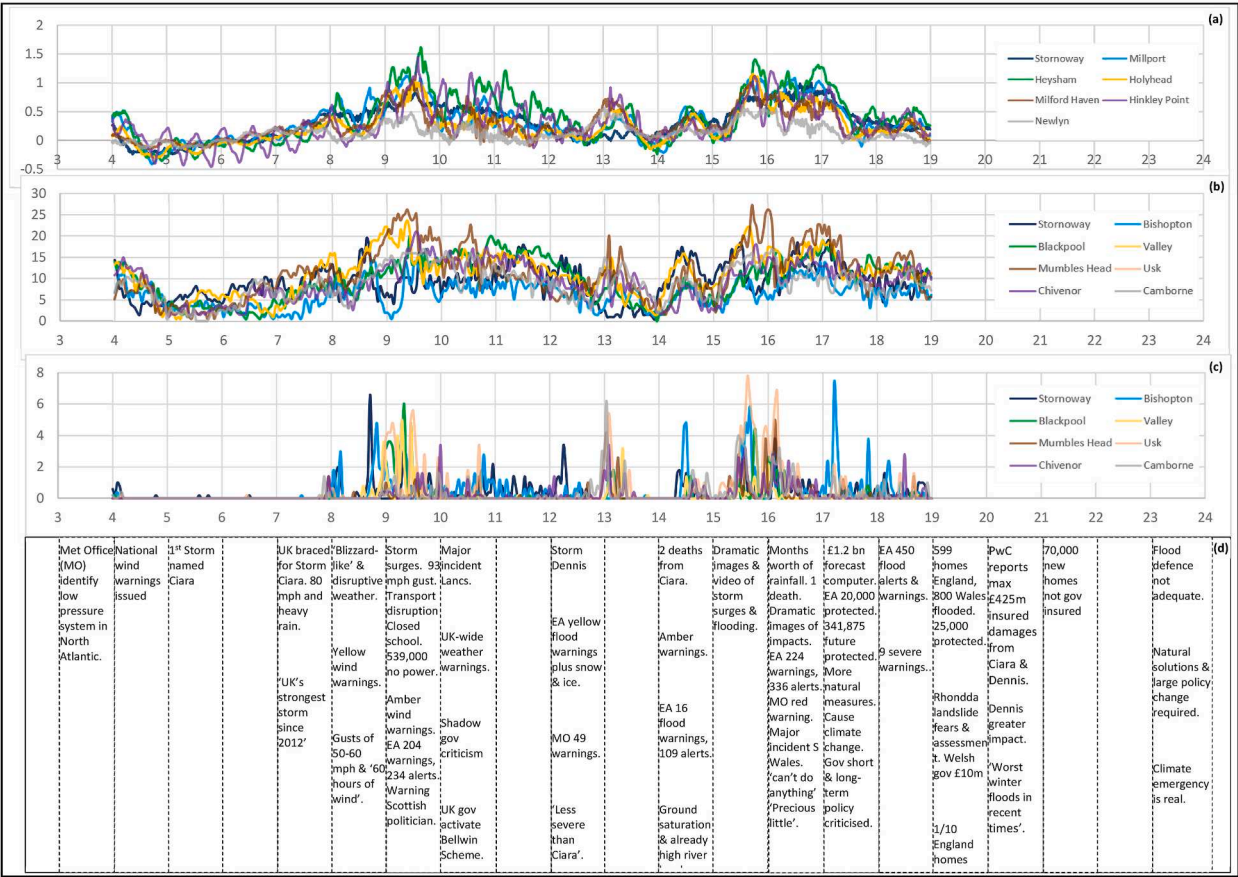 (a)
2
1.5
1
0.5
0
-0.5
3 4 5 6 7 8 9 10 11 12 13 14 15 16 17 18 19 20 21 22 23 24
Stornoway Millport
Heysham Holyhead
Milford Haven Hinkley Point
Newlyn
(b)
30
25
20
15
10
5
0
3 4 5 6 7 8 9 10 11 12 13 14 15 16 17 18 19 20 21 22 23 24
Stornoway Bishopton
Blackpool Valley
Mumbles Head Usk
Chivenor Camborne
(c)
8
6
4
2
0
3 4 5 6 7 8 9 10 11 12 13 14 15 16 17 18 19 20 21 22 23 24
Stornoway Bishopton
Blackpool Valley
Mumbles Head Usk
Chivenor Camborne
(d)
Met Office
(MO)
identify
low
pressure
system in
North
Atlantic.
National
wind
warnings
issued
1st Storm
named
Ciara
UK braced
for Storm
Ciara. 80
mph and
heavy
rain.
'UK's
strongest
storm
since
2012'
'Blizzard-
like' &
disruptive
weather.
Yellow
wind
warnings.
Gusts of
50-60
mph & '60
hours of
wind'.
Storm
surges. 93
mph gust.
Transport
disruption
Closed
school.
539,000
no power.
Amber
wind
warnings.
EA 204
warnings,
234 alerts.
Warning
Scottish
politician.
Major
incident
Lancs.
UK-wide
weather
warnings.
Shadow
gov
criticism
UK gov
activate
Bellwin
Scheme.
Storm
Dennis
EA yellow
flood
warnings
plus snow
& ice.
MO 49
warnings.
'Less
severe
than
Ciara'.
2 deaths
from
Ciara.
Amber
warnings.
EA 16
flood
warnings,
109 alerts.
Ground
saturation
& already
high river
Dramatic
images &
video of
storm
surges &
flooding.
Months
worth of
rainfall. 1
death.
Dramatic
images of
impacts.
EA 224
warnings,
336 alerts.
MO red
warning.
Major
incident S
Wales.
'can't do
anything'
'Precious
little'.
£1.2 bn
forecast
computer.
EA 20,000
protected.
341,875
future
protected.
More
natural
measures.
Cause
climate
change.
Gov short
& long-
term
policy
criticised.
EA 450
flood
alerts &
warnings.
9 severe
warnings.
599
homes
England,
800 Wales
flooded.
25,000
protected.
Rhondda
landslide
fears &
assessmen
t. Welsh
gov £10m
1/10
England
homes
PwC
reports
max
£425m
insured
damages
from
Ciara &
Dennis.
Dennis
greater
impact.
'Worst
winter
floods in
recent
times'.
70,000
new
homes
not gov
insured
Flood
defence
not
adequate.
Natural
solutions &
large policy
change
required.
Climate
emergency
is real.